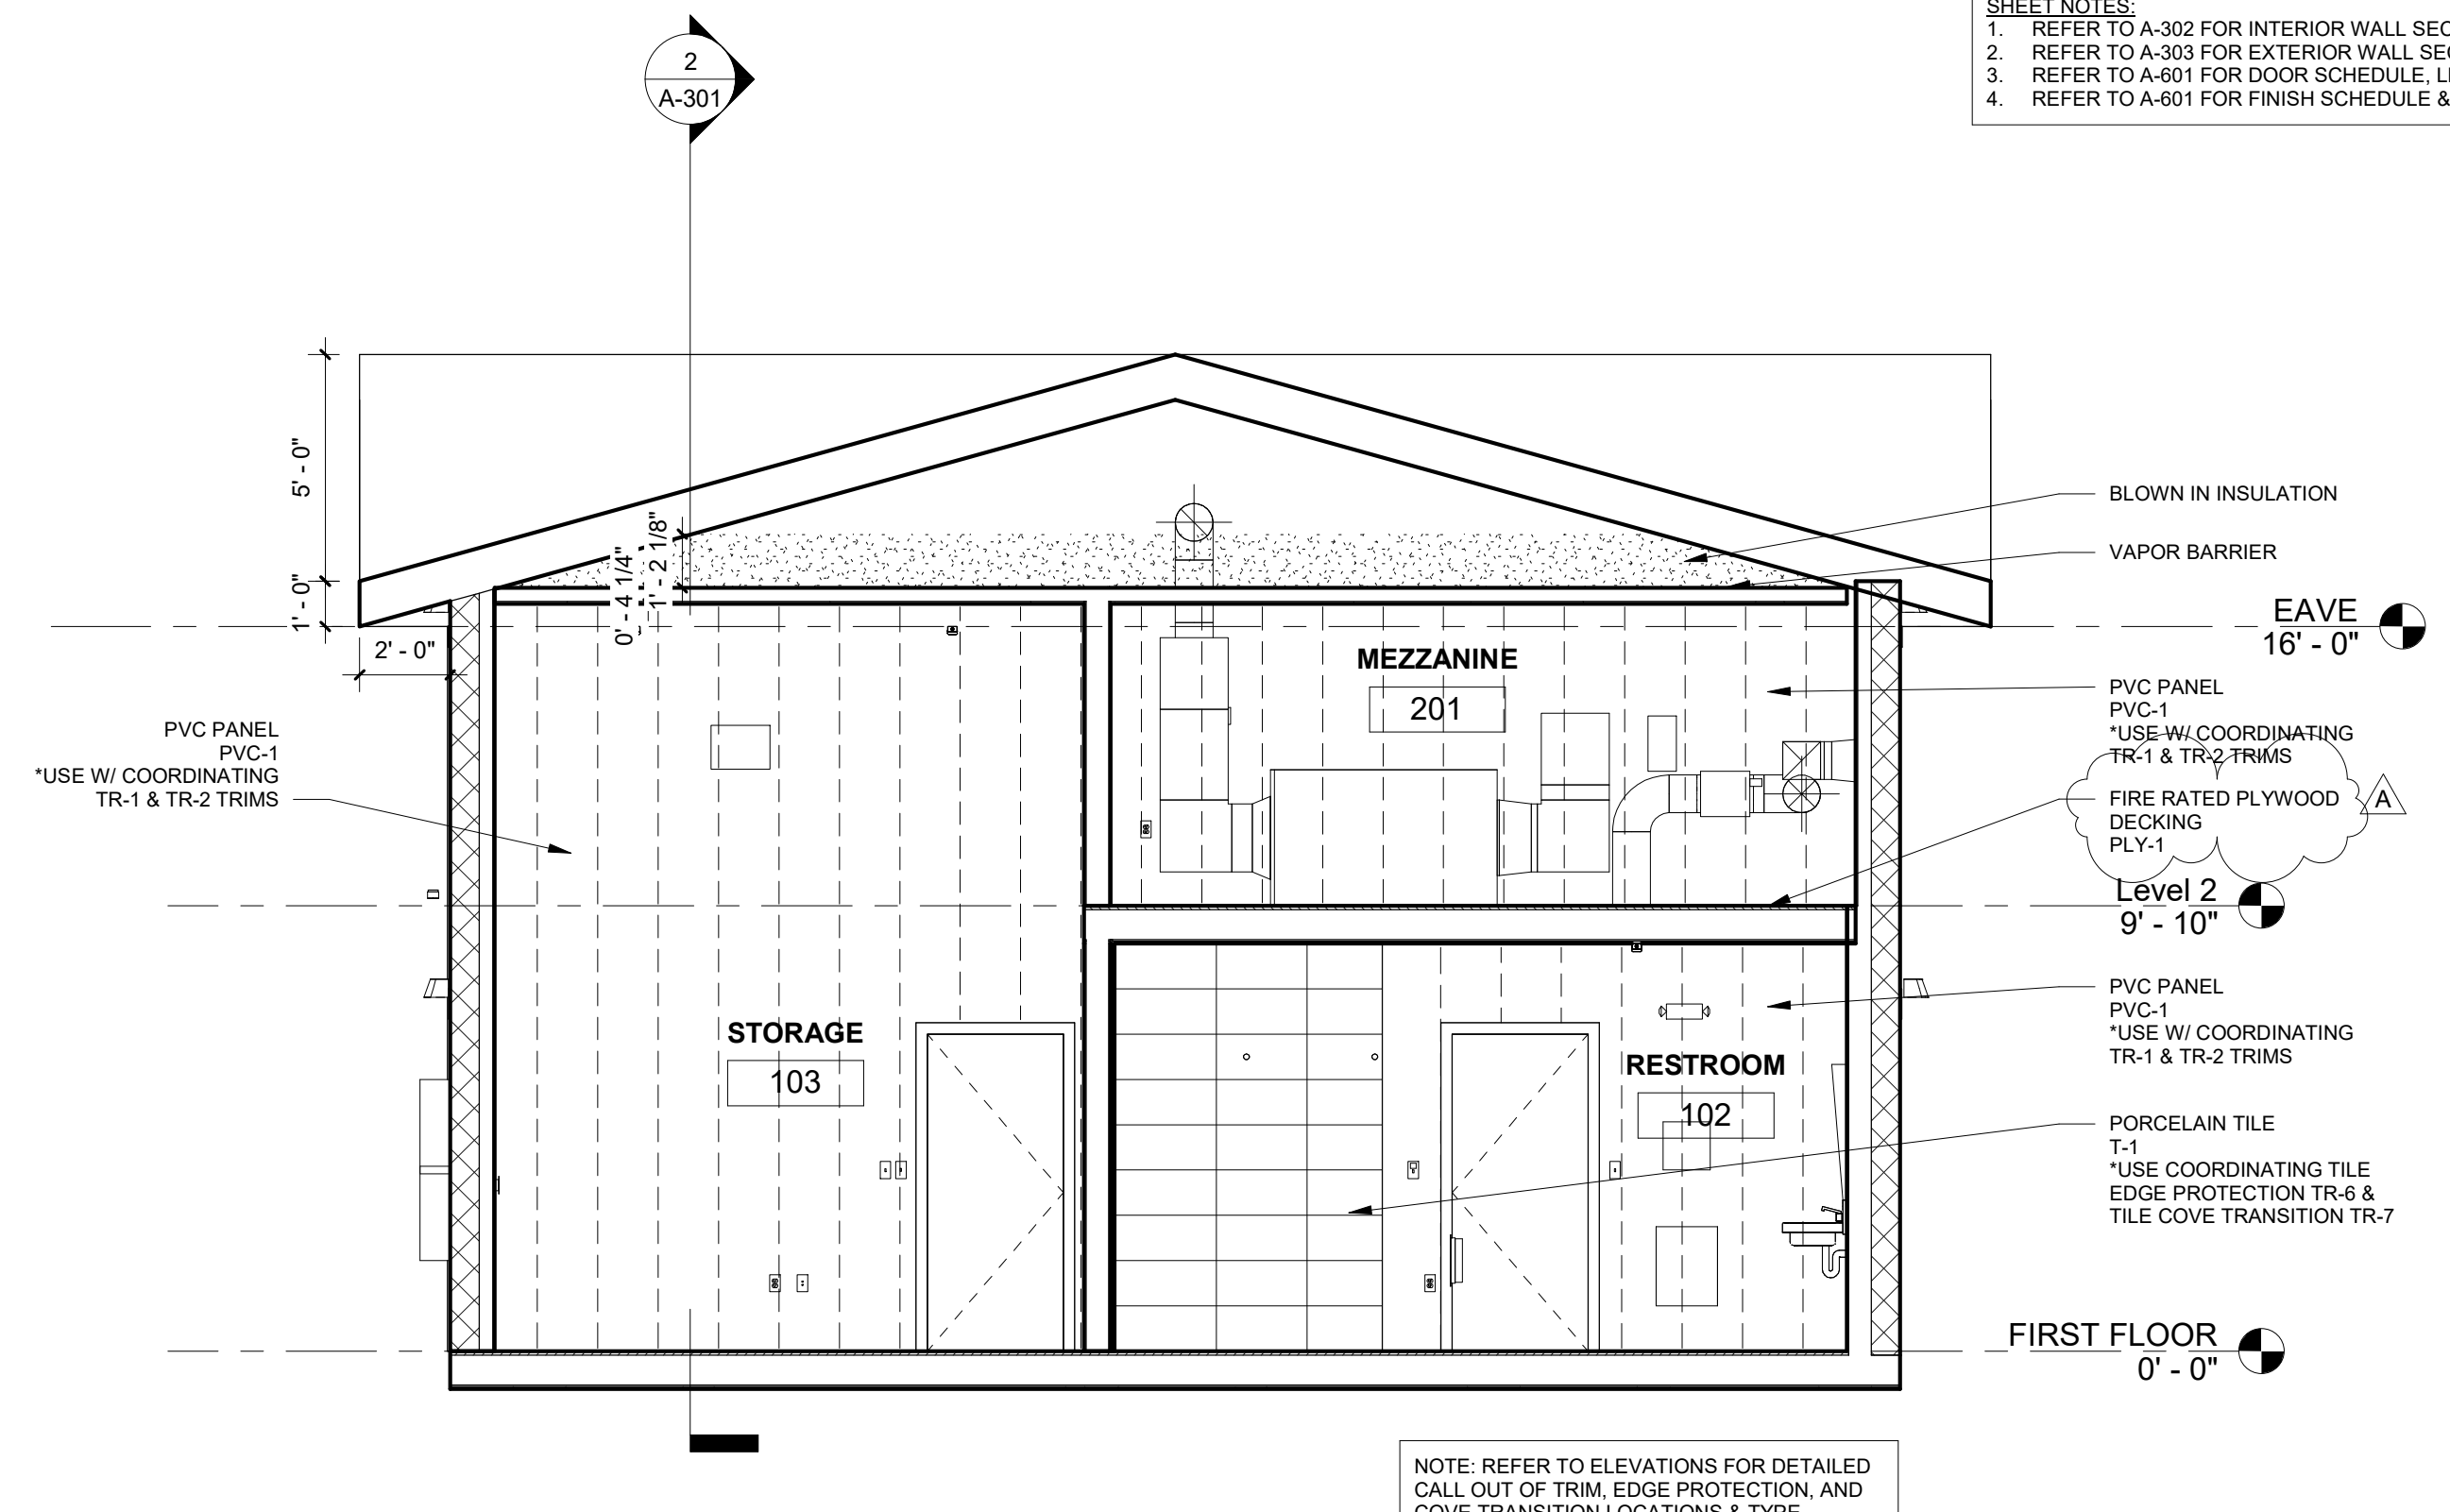 SHEET NOTES:
1. REFER TO A-302 FOR INTERIOR WALL SEC
2. REFER TO A-303 FOR EXTERIOR WALL SE
3. REFER TO A-601 FOR DOOR SCHEDULE, L
4. REFER TO A-601 FOR FINISH SCHEDULE &
2
A-301
5' - 0"
1' - 0"
2' - 0"
0' - 4 1/4"
1' - 2 1/8"
BLOWN IN INSULATION
VAPOR BARRIER
EAVE
16' - 0"
MEZZANINE
201
PVC PANEL
PVC-1
*USE W/ COORDINATING
TR-1 & TR-2 TRIMS
PVC PANEL
PVC-1
*USE W/ COORDINATING
TR-1 & TR-2 TRIMS
FIRE RATED PLYWOOD
DECKING
PLY-1
A
Level 2
9' - 10"
PVC PANEL
PVC-1
*USE W/ COORDINATING
TR-1 & TR-2 TRIMS
STORAGE
103
RESTROOM
102
PORCELAIN TILE
T-1
*USE COORDINATING TILE
EDGE PROTECTION TR-6 &
TILE COVE TRANSITION TR-7
FIRST FLOOR
0' - 0"
NOTE: REFER TO ELEVATIONS FOR DETAILED
CALL OUT OF TRIM, EDGE PROTECTION, AND
COVE TRANSITION LOCATIONS & TYPE